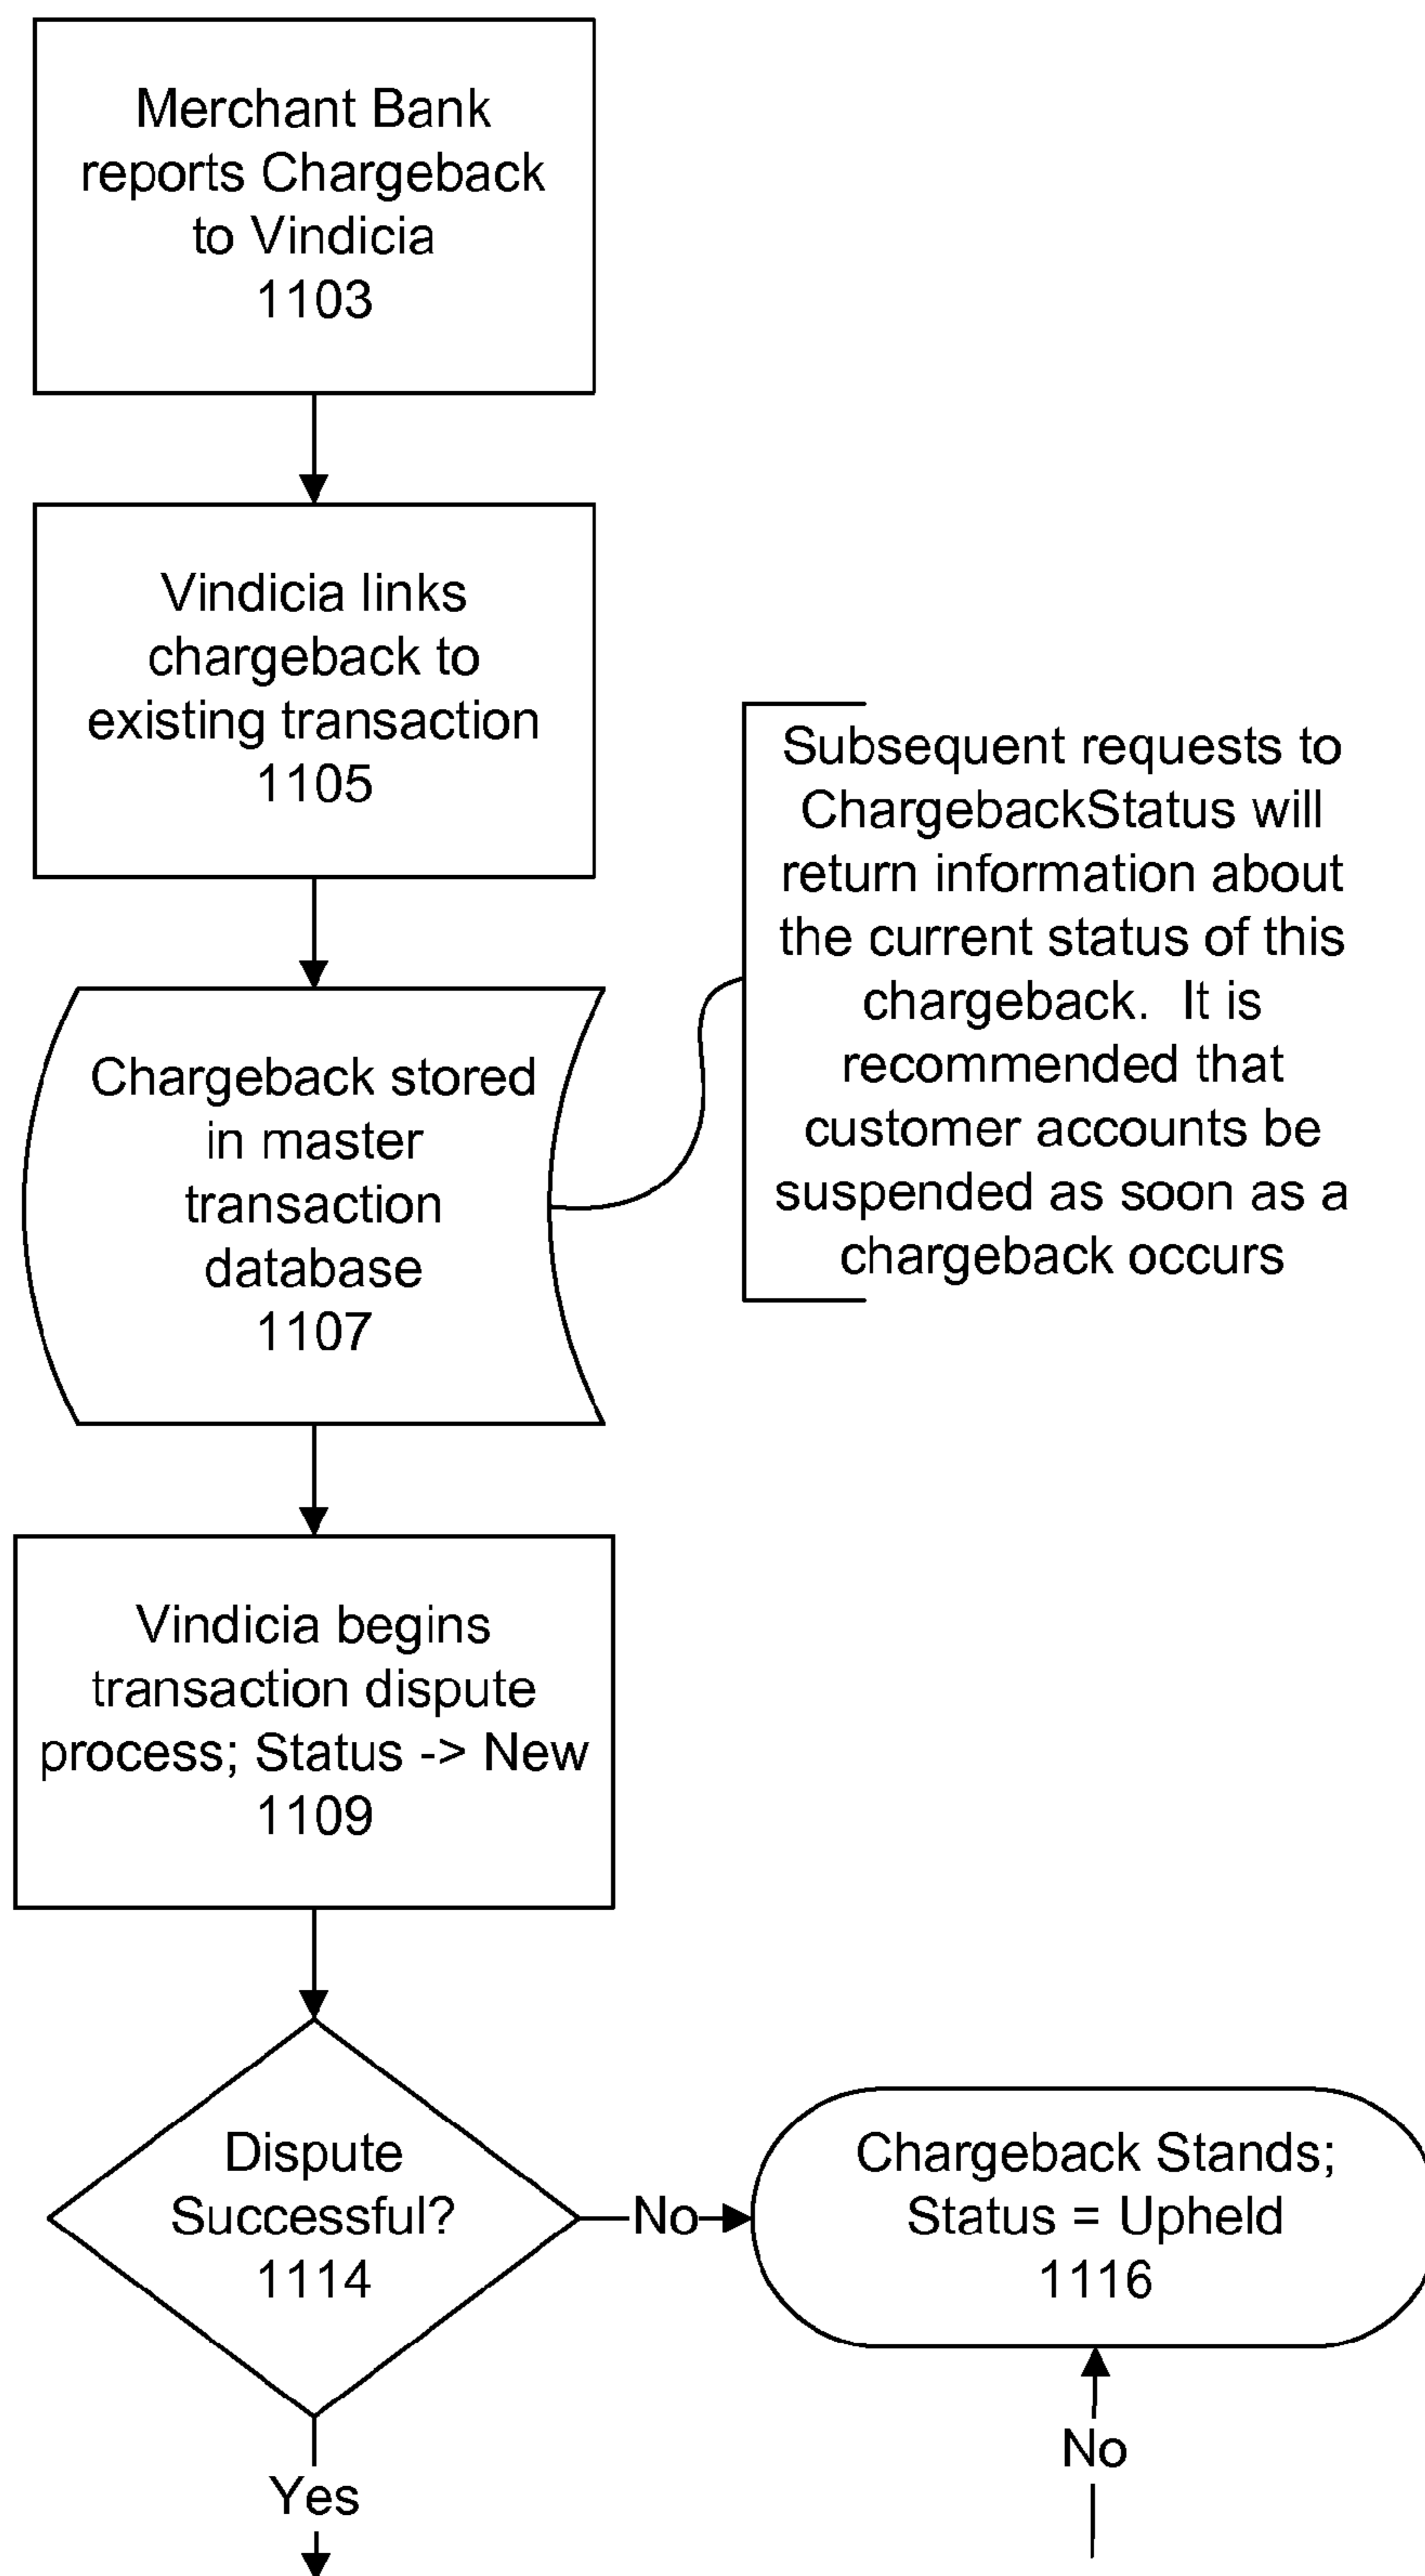 Merchant Bank
reports Chargeback
to Vindicia
1103
Vindicia links
chargeback to
existing transaction
1105
Subsequent requests to
ChargebackStatus will
return information about
the current status of this
chargeback.  It is
recommended that
customer accounts be
suspended as soon as a
chargeback occurs
Chargeback stored
in master
transaction
database
1107
Vindicia begins
transaction dispute
process; Status -> New
1109
Dispute
Successful?
1114
No
Chargeback Stands;
Status = Upheld
1116
No
Yes